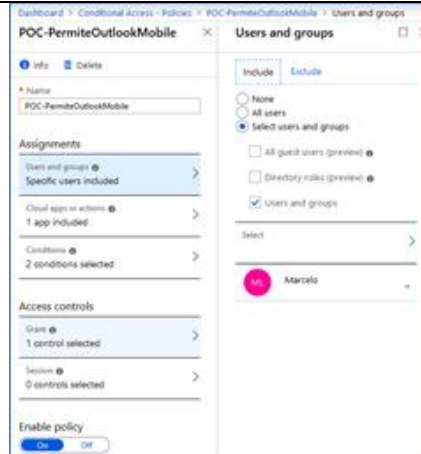 Dashboard > Conditional Access - Policies > POC-PermiteOutlookMobile > Users and groups
POC-PermiteOutlookMobile
Info Delete
* Name
POC-PermiteOutlookMobile
Assignments
Users and groups
Specific users included
Cloud apps or actions
1 app included
Conditions
2 conditions selected
Access controls
Grant
1 control selected
Session
0 controls selected
Enable policy
On Off
Users and groups
Include Exclude
None
All users
Select users and groups
All guest users (preview)
Directory roles (preview)
Users and groups
Select
ML Marcelo